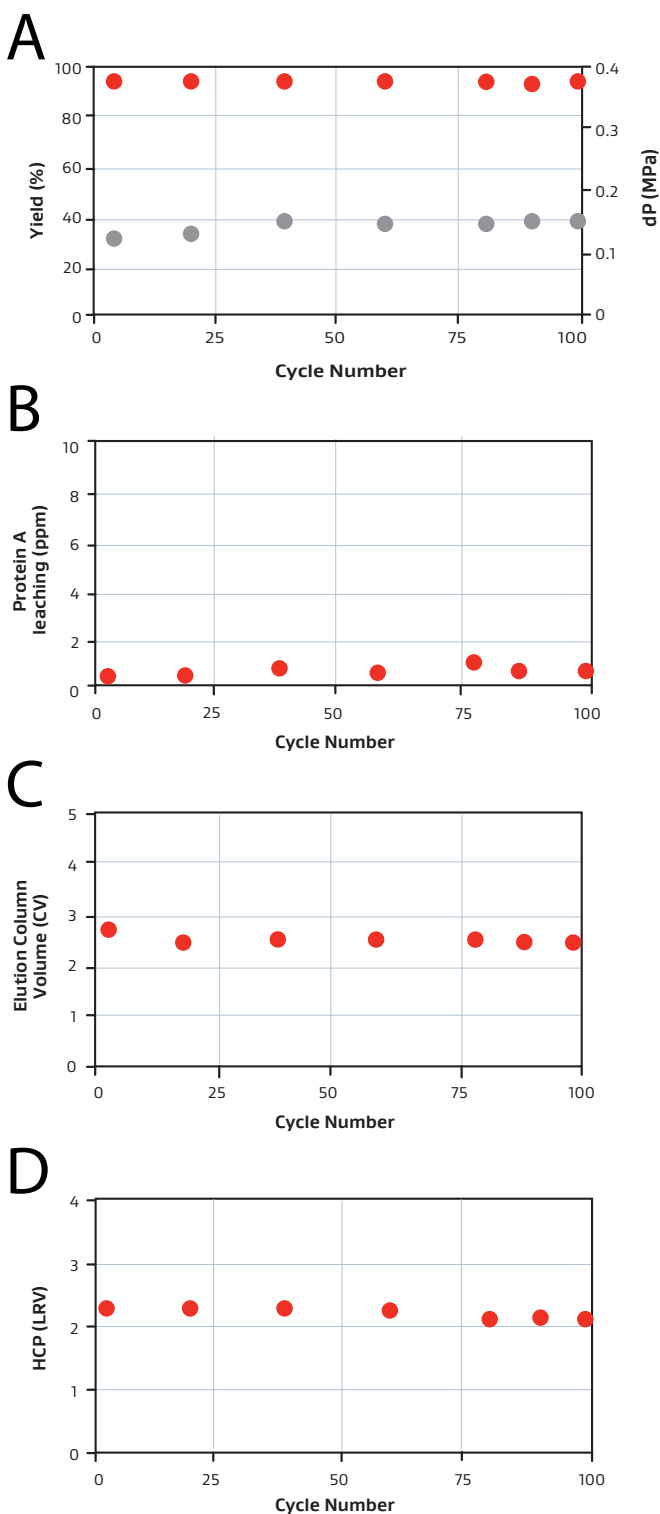 A
100
80
60
40
20
0
Yield (%)
0.4
0.3
0.2
0.1
0
dP (MPa)
0 25 50 75 100
Cycle Number
B
10
8
6
4
2
0
Protein A
leaching (ppm)
0 25 50 75 100
Cycle Number
C
5
4
3
2
1
0
Elution Column
Volume (CV)
0 25 50 75 100
Cycle Number
D
4
3
2
1
0
HCP (LRV)
0 25 50 75 100
Cycle Number